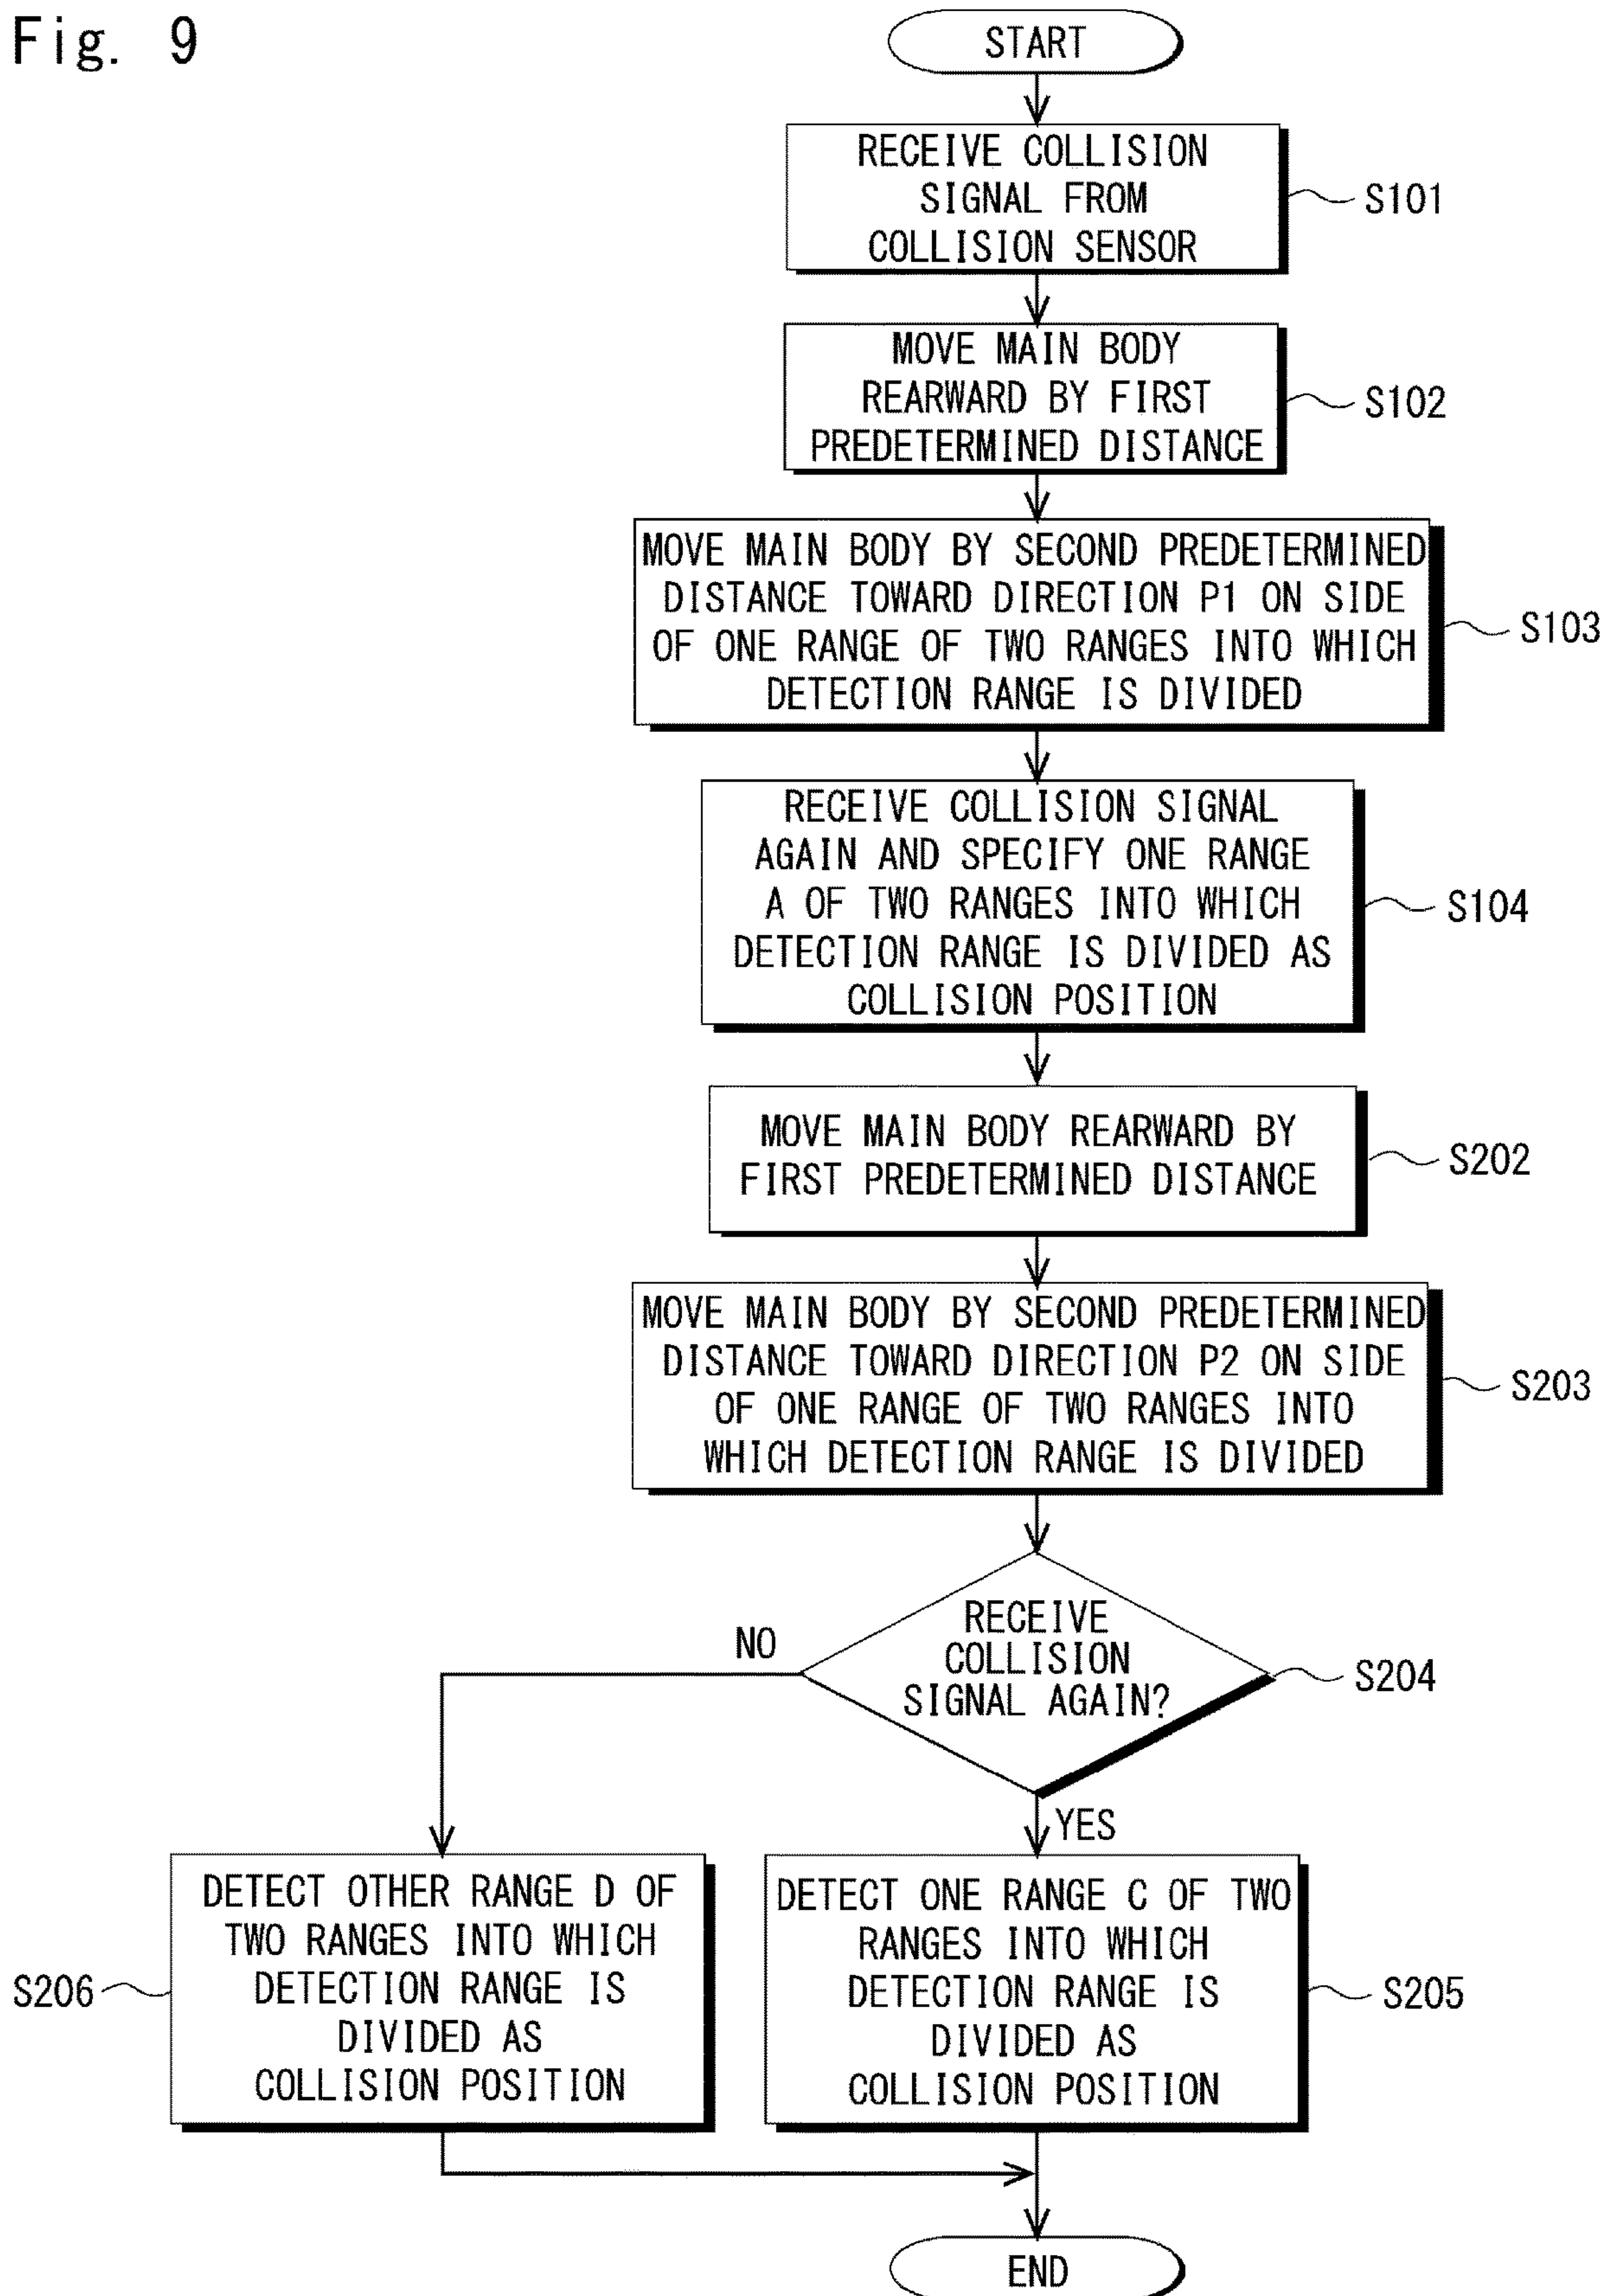 Fig. 9
START
RECEIVE COLLISION
SIGNAL FROM
COLLISION SENSOR
S101
MOVE MAIN BODY
REARWARD BY FIRST
PREDETERMINED DISTANCE
S102
MOVE MAIN BODY BY SECOND PREDETERMINED
DISTANCE TOWARD DIRECTION P1 ON SIDE
OF ONE RANGE OF TWO RANGES INTO WHICH
DETECTION RANGE IS DIVIDED
S103
RECEIVE COLLISION SIGNAL
AGAIN AND SPECIFY ONE RANGE
A OF TWO RANGES INTO WHICH
DETECTION RANGE IS DIVIDED AS
COLLISION POSITION
S104
MOVE MAIN BODY REARWARD BY
FIRST PREDETERMINED DISTANCE
S202
MOVE MAIN BODY BY SECOND PREDETERMINED
DISTANCE TOWARD DIRECTION P2 ON SIDE
OF ONE RANGE OF TWO RANGES INTO
WHICH DETECTION RANGE IS DIVIDED
S203
RECEIVE
COLLISION
SIGNAL AGAIN?
S204
NO
YES
DETECT OTHER RANGE D OF
TWO RANGES INTO WHICH
DETECTION RANGE IS
DIVIDED AS
COLLISION POSITION
S206
DETECT ONE RANGE C OF TWO
RANGES INTO WHICH
DETECTION RANGE IS
DIVIDED AS
COLLISION POSITION
S205
END